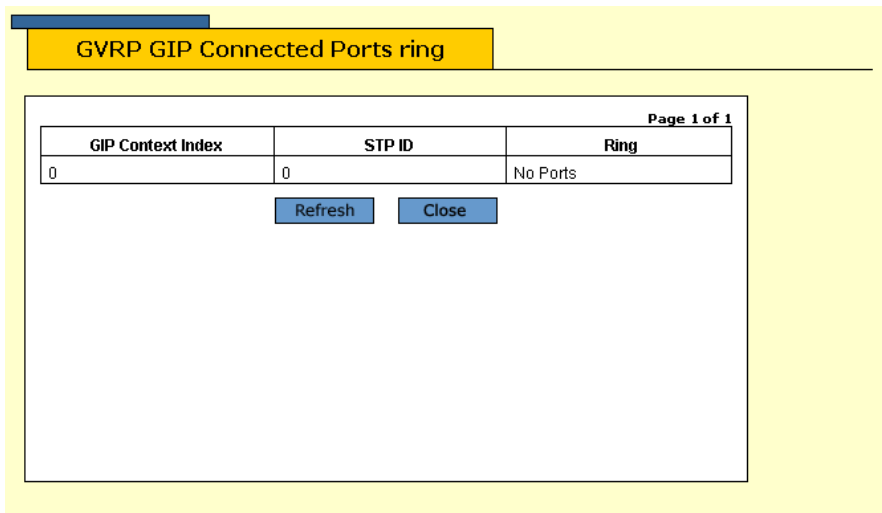 GVRP GIP Connected Ports ring
Page 1 of 1
GIP Context Index STP ID Ring
0 0 No Ports
Refresh Close